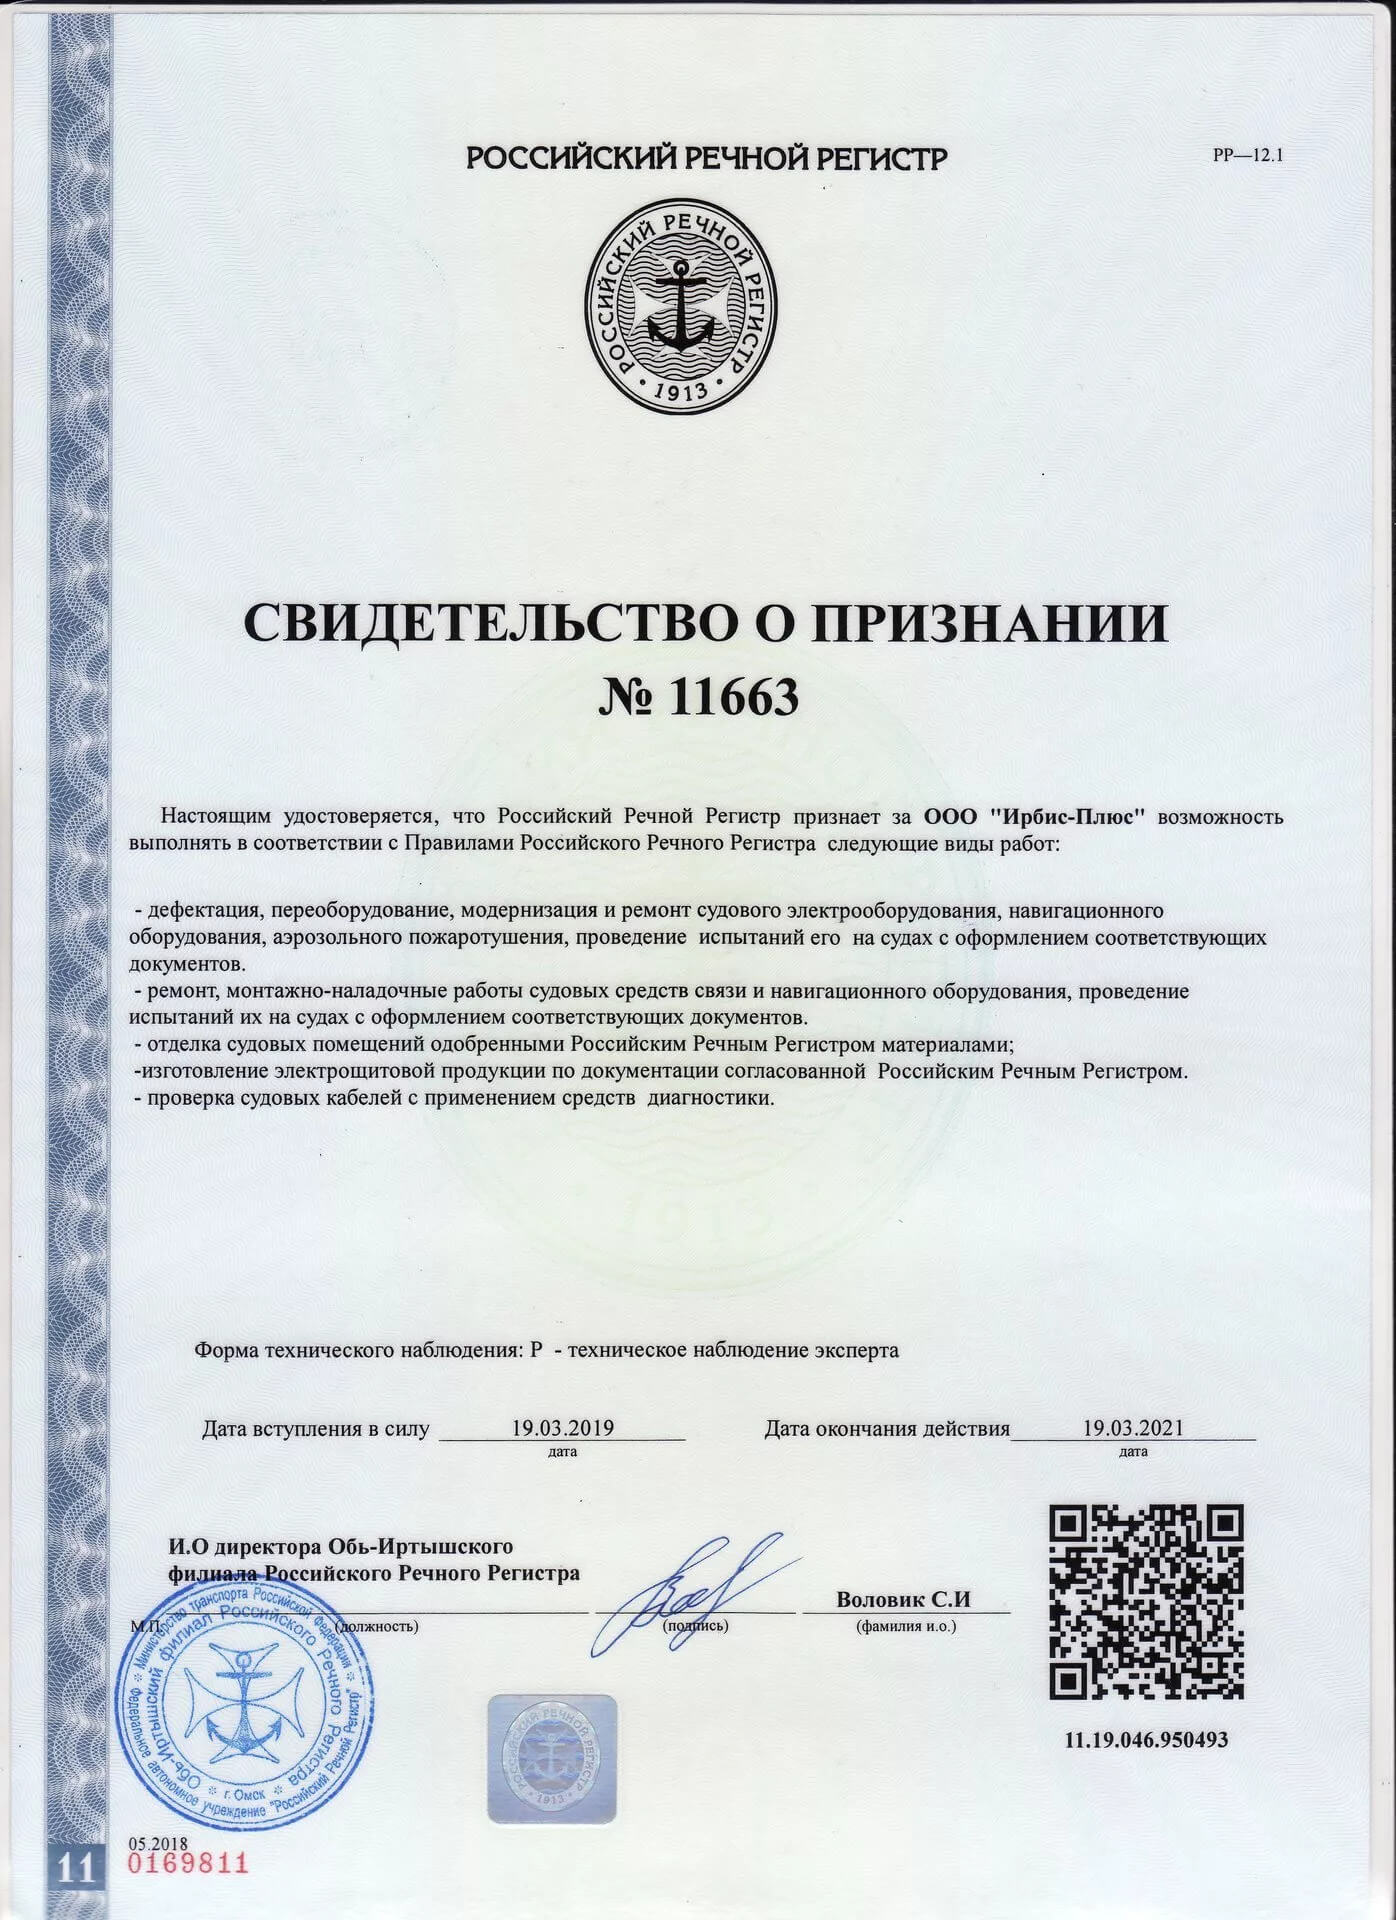 РОССИЙСКИЙ РЕЧНОЙ РЕГИСТР
РР—12.1
РОССИЙСКИЙ РЕЧНОЙ РЕГИСТР
• 1913 •
СВИДЕТЕЛЬСТВО О ПРИЗНАНИИ
№ 11663
Настоящим удостоверяется, что Российский Речной Регистр признает за ООО "Ирбис-Плюс" возможность
выполнять в соответствии с Правилами Российского Речного Регистра следующие виды работ:
- дефектация, переоборудование, модернизация и ремонт судового электрооборудования, навигационного
оборудования, аэрозольного пожаротушения, проведение испытаний его на судах с оформлением соответствующих
документов.
- ремонт, монтажно-наладочные работы судовых средств связи и навигационного оборудования, проведение
испытаний их на судах с оформлением соответствующих документов.
- отделка судовых помещений одобренными Российским Речным Регистром материалами;
-изготовление электрощитовой продукции по документации согласованной Российским Речным Регистром.
- проверка судовых кабелей с применением средств диагностики.
Форма технического наблюдения: Р - техническое наблюдение эксперта
Дата вступления в силу 19.03.2019 Дата окончания действия 19.03.2021
дата дата
И.О директора Обь-Иртышского
филиала Российского Речного Регистра
Воловик С.И
М.П. (должность) (подпись) (фамилия и.о.)
Министерство транспорта Российской Федерации
Федеральное автономное учреждение "Российский Речной Регистр"
Обь-Иртышский филиал Российского Речного Регистра
г. Омск
РОССИЙСКИЙ РЕЧНОЙ РЕГИСТР
• 1913 •
11.19.046.950493
05.2018
11 0169811